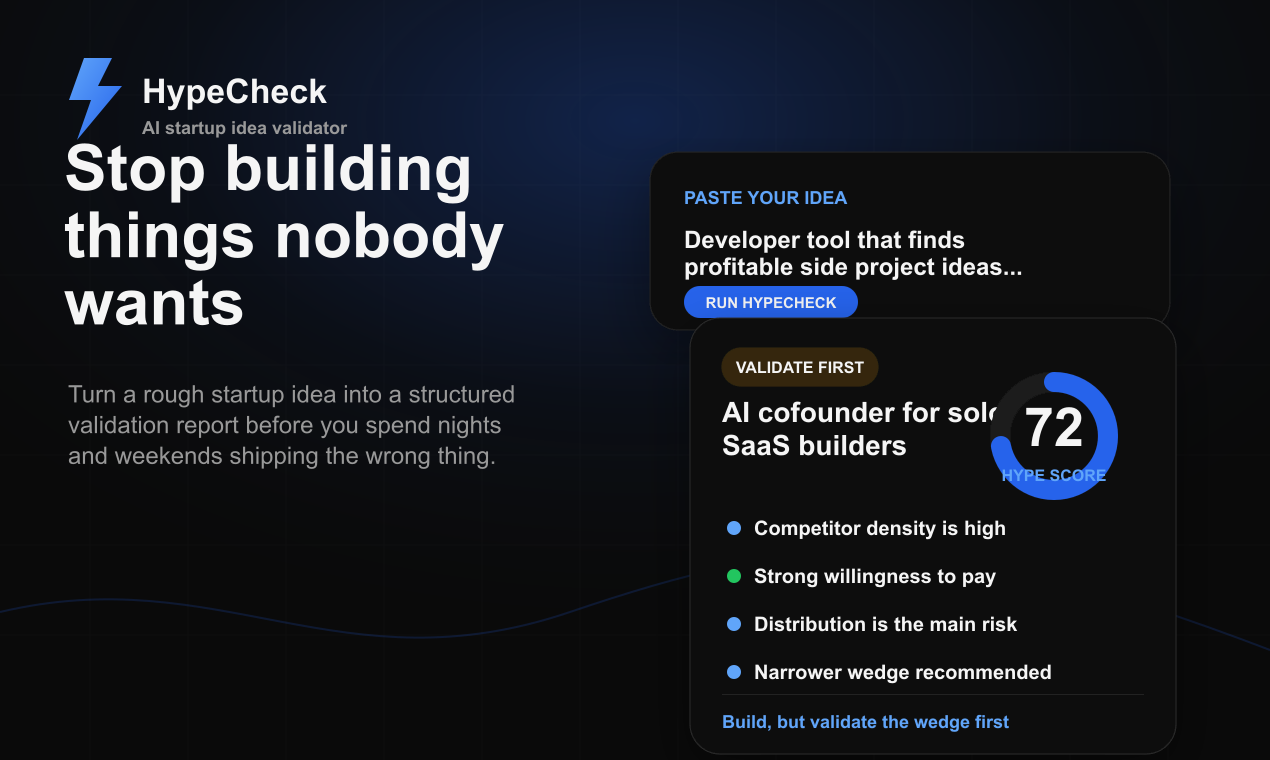 HypeCheck
AI startup idea validator
Stop building
things nobody
wants
Turn a rough startup idea into a structured
validation report before you spend nights
and weekends shipping the wrong thing.
PASTE YOUR IDEA
Developer tool that finds
profitable side project ideas...
RUN HYPECHECK
VALIDATE FIRST
AI cofounder for solo
SaaS builders
72
HYPE SCORE
Competitor density is high
Strong willingness to pay
Distribution is the main risk
Narrower wedge recommended
Build, but validate the wedge first